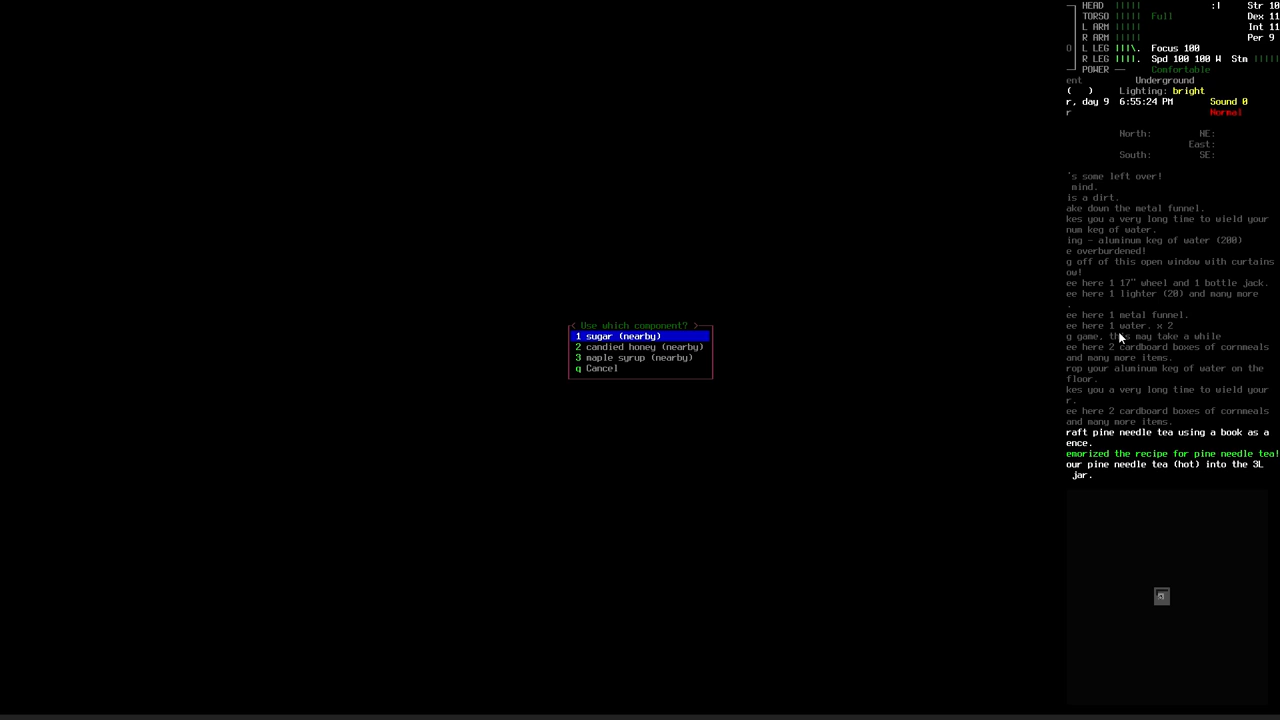 < Use which component? >
1 sugar (nearby)
2 candied honey (nearby)
3 maple syrup (nearby)
q Cancel
HEAD ||||| :| Str 10
TORSO ||||| Full Dex 11
L ARM ||||| Int 11
R ARM ||||| Per 9
L LEG |||\. Focus 100
R LEG ||||. Spd 100 100 W Stm |||||
POWER — Comfortable
ent Underground
( ) Lighting: bright
r, day 9 6:55:24 PM Sound 0
r Normal
North: NE:
East:
South: SE:
's some left over!
mind.
is a dirt.
ake down the metal funnel.
kes you a very long time to wield your
num keg of water.
ing - aluminum keg of water (200)
e overburdened!
g off of this open window with curtains
ow!
ee here 1 17" wheel and 1 bottle jack.
ee here 1 lighter (20) and many more
.
ee here 1 metal funnel.
ee here 1 water. x 2
g game, this may take a while
ee here 2 cardboard boxes of cornmeals
and many more items.
rop your aluminum keg of water on the
floor.
kes you a very long time to wield your
r.
ee here 2 cardboard boxes of cornmeals
and many more items.
raft pine needle tea using a book as a
ence.
emorized the recipe for pine needle tea!
our pine needle tea (hot) into the 3L
jar.